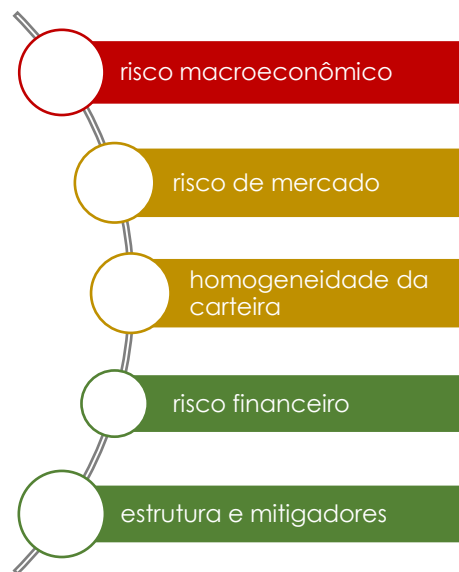 risco macroeconômico
risco de mercado
homogeneidade da
carteira
risco financeiro
estrutura e mitigadores